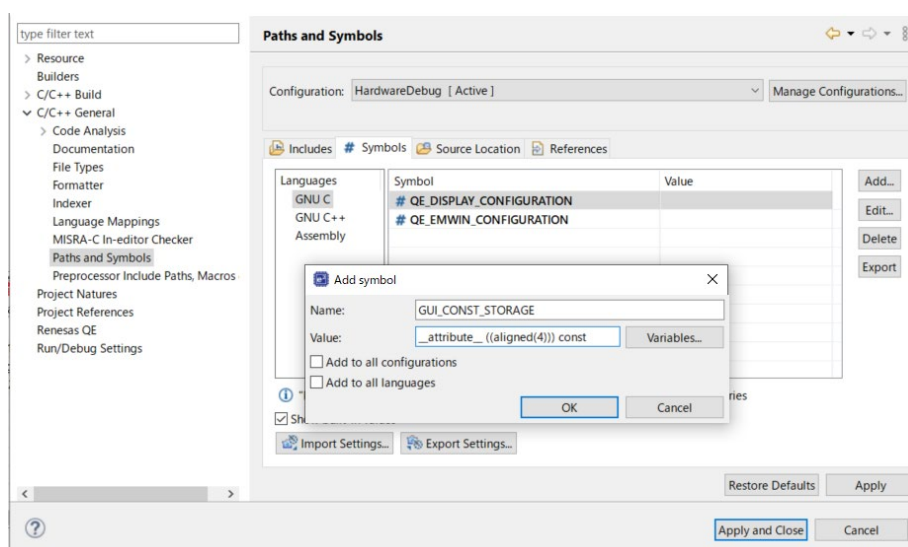 type filter text
Resource
Builders
C/C++ Build
C/C++ General
Code Analysis
Documentation
File Types
Formatter
Indexer
Language Mappings
MISRA-C In-editor Checker
Paths and Symbols
Preprocessor Include Paths, Macros
Project Natures
Project References
Renesas QE
Run/Debug Settings
Paths and Symbols
Configuration: HardwareDebug [ Active ] Manage Configurations...
Includes # Symbols Source Location References
Languages Symbol Value
GNU C # QE_DISPLAY_CONFIGURATION
GNU C++ # QE_EMWIN_CONFIGURATION
Assembly
Add...
Edit...
Delete
Export
Add symbol
Name: GUI_CONST_STORAGE
Value: __attribute__ ((aligned(4))) const Variables...
Add to all configurations
Add to all languages
OK Cancel
Import Settings... Export Settings...
Restore Defaults Apply
Apply and Close Cancel